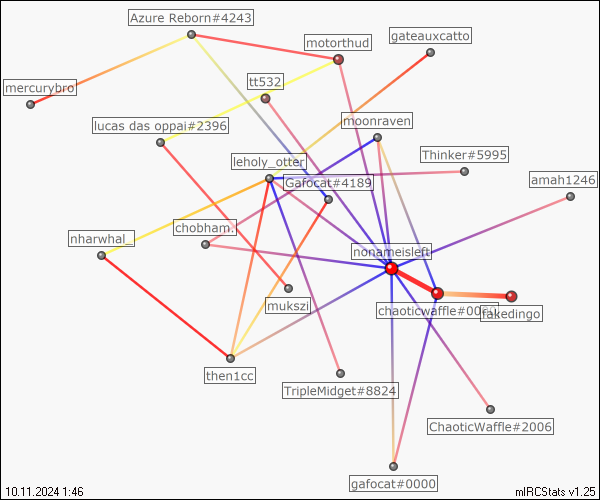 Azure Reborn#4243
gateauxcatto
motorthud
tt532
mercurybro
moonraven
lucas das oppai#2396
Thinker#5995
leholy_otter
Gafocat#4189
amah1246
chobham.
nharwhal_
nonameisleft
mukszi
chaoticwaffle#0
fakedingo
then1cc
TripleMidget#8824
ChaoticWaffle#2006
gafocat#0000
10.11.2024 1:46
mIRCStats v1.25